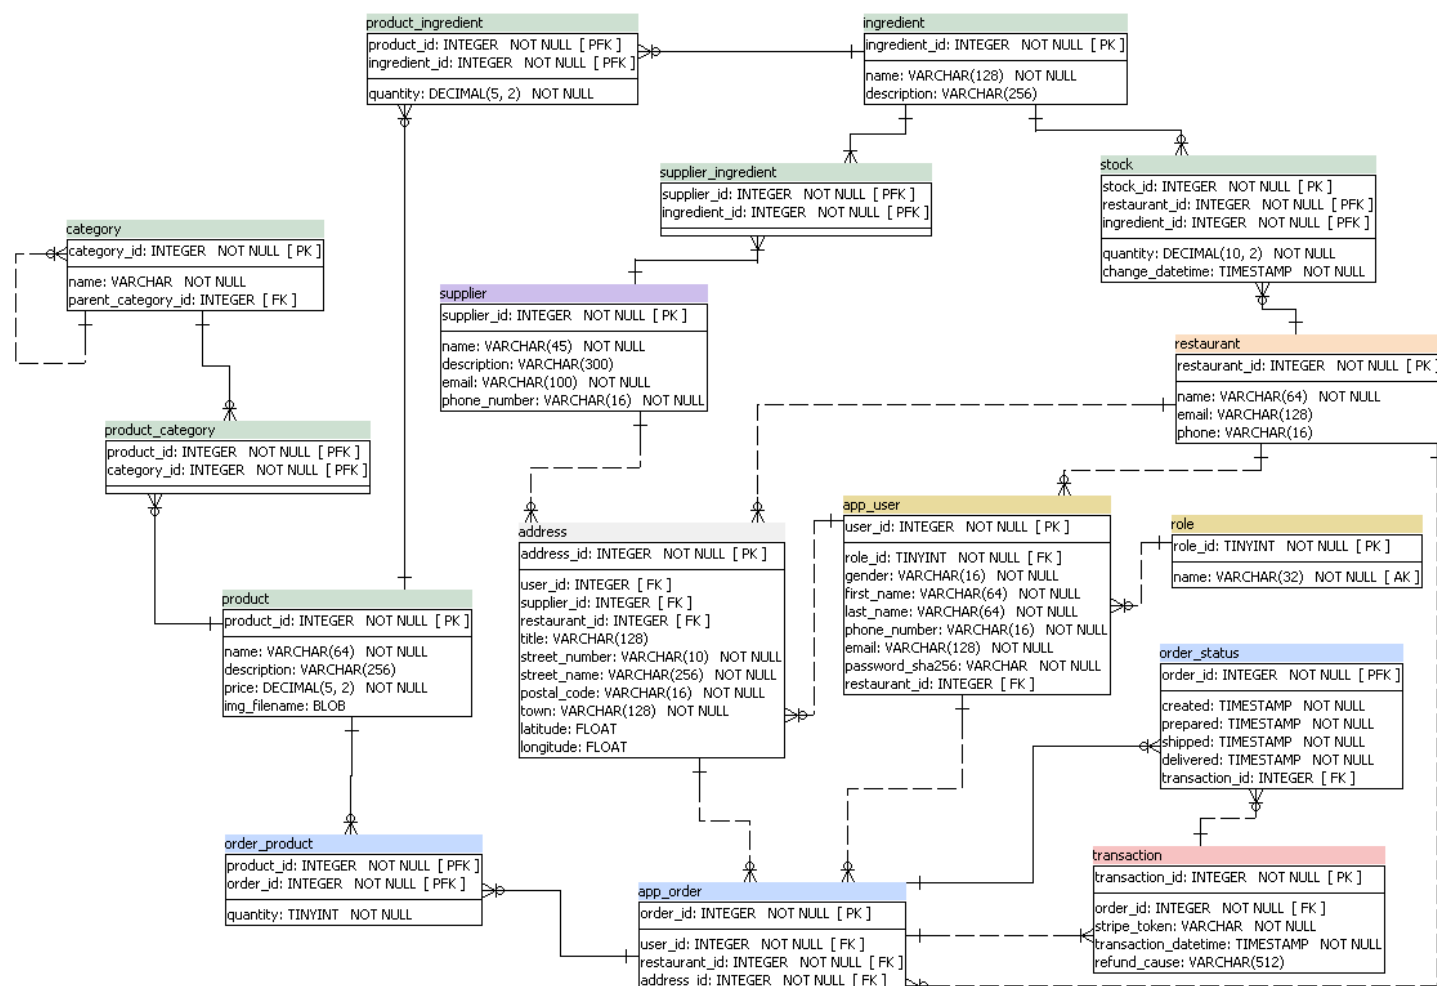 product_ingredient
product_id: INTEGER NOT NULL [ PFK ]
ingredient_id: INTEGER NOT NULL [ PFK ]
quantity: DECIMAL(5, 2) NOT NULL
ingredient
ingredient_id: INTEGER NOT NULL [ PK ]
name: VARCHAR(128) NOT NULL
description: VARCHAR(256)
supplier_ingredient
supplier_id: INTEGER NOT NULL [ PFK ]
ingredient_id: INTEGER NOT NULL [ PFK ]
stock
stock_id: INTEGER NOT NULL [ PK ]
restaurant_id: INTEGER NOT NULL [ PFK ]
ingredient_id: INTEGER NOT NULL [ PFK ]
quantity: DECIMAL(10, 2) NOT NULL
change_datetime: TIMESTAMP NOT NULL
category
category_id: INTEGER NOT NULL [ PK ]
name: VARCHAR NOT NULL
parent_category_id: INTEGER [ FK ]
supplier
supplier_id: INTEGER NOT NULL [ PK ]
name: VARCHAR(45) NOT NULL
description: VARCHAR(300)
email: VARCHAR(100) NOT NULL
phone_number: VARCHAR(16) NOT NULL
restaurant
restaurant_id: INTEGER NOT NULL [ PK ]
name: VARCHAR(64) NOT NULL
email: VARCHAR(128)
phone: VARCHAR(16)
product_category
product_id: INTEGER NOT NULL [ PFK ]
category_id: INTEGER NOT NULL [ PFK ]
address
address_id: INTEGER NOT NULL [ PK ]
user_id: INTEGER [ FK ]
supplier_id: INTEGER [ FK ]
restaurant_id: INTEGER [ FK ]
title: VARCHAR(128)
street_number: VARCHAR(10) NOT NULL
street_name: VARCHAR(256) NOT NULL
postal_code: VARCHAR(16) NOT NULL
town: VARCHAR(128) NOT NULL
latitude: FLOAT
longitude: FLOAT
app_user
user_id: INTEGER NOT NULL [ PK ]
role_id: TINYINT NOT NULL [ FK ]
gender: VARCHAR(16) NOT NULL
first_name: VARCHAR(64) NOT NULL
last_name: VARCHAR(64) NOT NULL
phone_number: VARCHAR(16) NOT NULL
email: VARCHAR(128) NOT NULL
password_sha256: VARCHAR NOT NULL
restaurant_id: INTEGER [ FK ]
role
role_id: TINYINT NOT NULL [ PK ]
name: VARCHAR(32) NOT NULL [ AK ]
product
product_id: INTEGER NOT NULL [ PK ]
name: VARCHAR(64) NOT NULL
description: VARCHAR(256)
price: DECIMAL(5, 2) NOT NULL
img_filename: BLOB
order_status
order_id: INTEGER NOT NULL [ PFK ]
created: TIMESTAMP NOT NULL
prepared: TIMESTAMP NOT NULL
shipped: TIMESTAMP NOT NULL
delivered: TIMESTAMP NOT NULL
transaction_id: INTEGER [ FK ]
order_product
product_id: INTEGER NOT NULL [ PFK ]
order_id: INTEGER NOT NULL [ PFK ]
quantity: TINYINT NOT NULL
transaction
transaction_id: INTEGER NOT NULL [ PK ]
order_id: INTEGER NOT NULL [ FK ]
stripe_token: VARCHAR NOT NULL
transaction_datetime: TIMESTAMP NOT NULL
refund_cause: VARCHAR(512)
app_order
order_id: INTEGER NOT NULL [ PK ]
user_id: INTEGER NOT NULL [ FK ]
restaurant_id: INTEGER NOT NULL [ FK ]
address_id: INTEGER NOT NULL [ FK ]